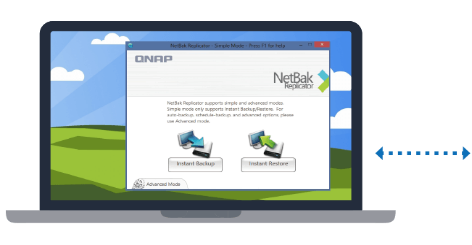 NetBak Replicator - Simple Mode - Press F1 for help
QNAP
NetBak
Replicator
NetBak Replicator supports simple and advanced modes.
Simple mode only supports Instant Backup/Restore. For
auto-backup, schedule-backup and advanced options, please
use Advanced mode.
Instant Backup
Instant Restore
Advanced Mode